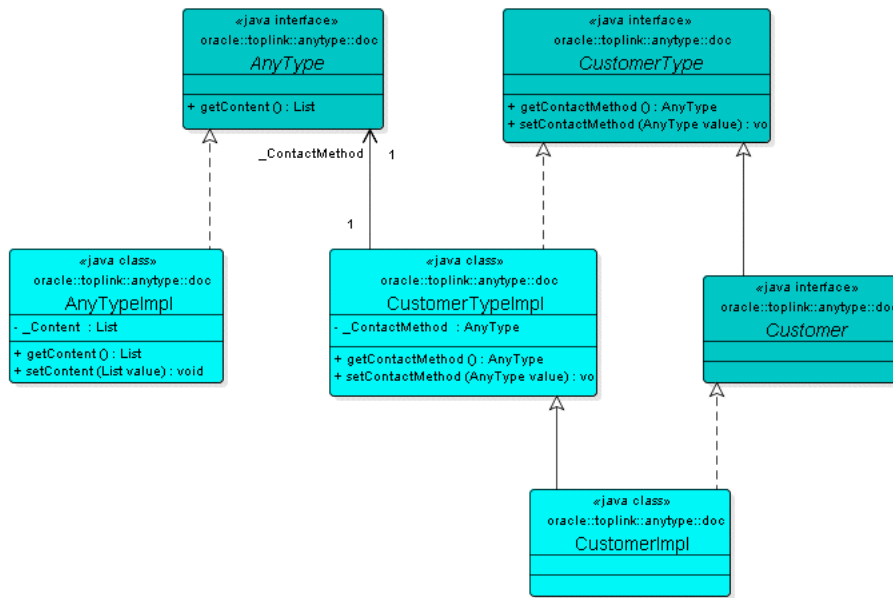 «java interface»
oracle::toplink::anytype::doc
AnyType
+ getContent () : List
«java interface»
oracle::toplink::anytype::doc
CustomerType
+ getContactMethod () : AnyType
+ setContactMethod (AnyType value) : vo
_ContactMethod
1
1
«java class»
oracle::toplink::anytype::doc
AnyTypeImpl
- _Content : List
+ getContent () : List
+ setContent (List value) : void
«java class»
oracle::toplink::anytype::doc
CustomerTypeImpl
- _ContactMethod : AnyType
+ getContactMethod () : AnyType
+ setContactMethod (AnyType value) : vo
«java interface»
oracle::toplink::anytype::doc
Customer
«java class»
oracle::toplink::anytype::doc
CustomerImpl